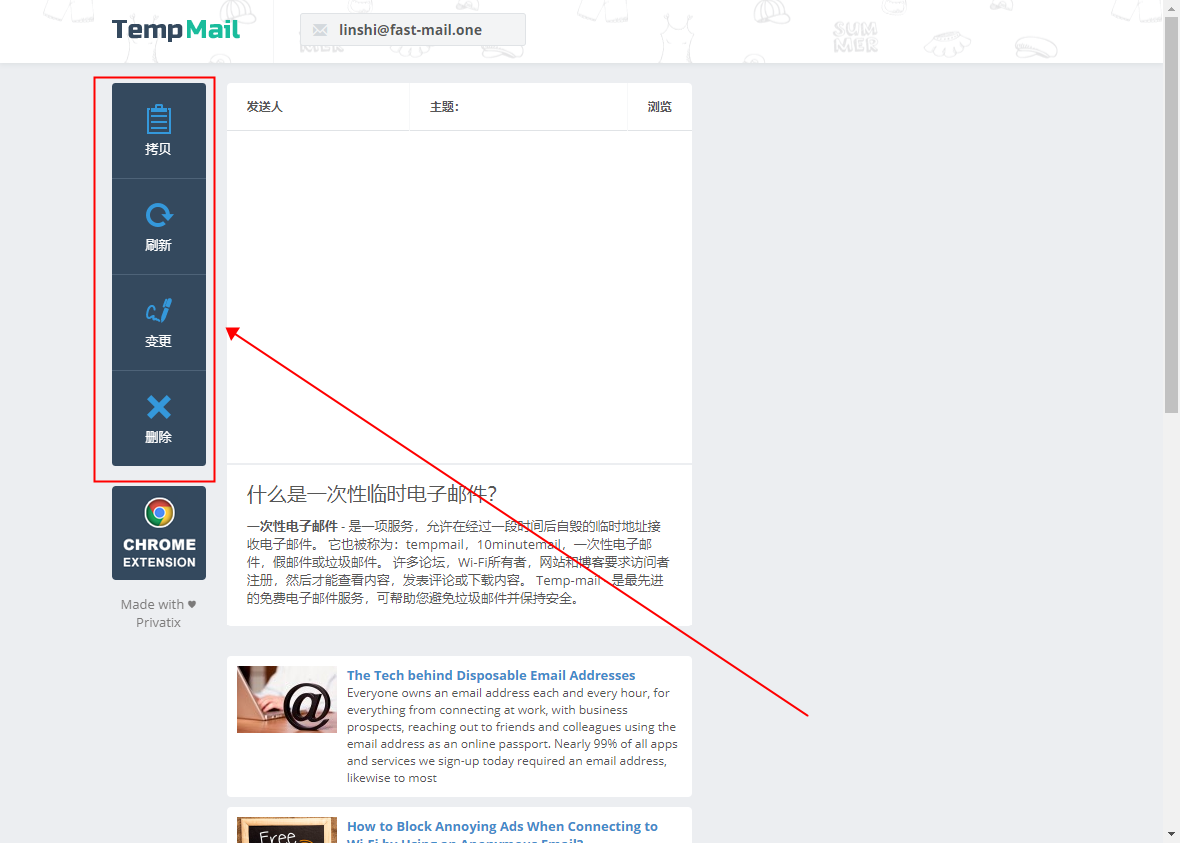 TempMail
linshi@fast-mail.one
SUM
MER
拷贝
刷新
变更
删除
CHROME
EXTENSION
Made with ♥
Privatix
发送人 主题: 浏览
什么是一次性临时电子邮件?
一次性电子邮件 - 是一项服务，允许在经过一段时间后自毁的临时地址接
收电子邮件。 它也被称为：tempmail，10minutemail，一次性电子邮
件，假邮件或垃圾邮件。 许多论坛，Wi-Fi所有者，网站和博客要求访问者
注册，然后才能查看内容，发表评论或下载内容。 Temp-mail - 是最先进
的免费电子邮件服务，可帮助您避免垃圾邮件并保持安全。
The Tech behind Disposable Email Addresses
Everyone owns an email address each and every hour, for
everything from connecting at work, with business
prospects, reaching out to friends and colleagues using the
email address as an online passport. Nearly 99% of all apps
and services we sign-up today required an email address,
likewise to most
Free
How to Block Annoying Ads When Connecting to
Wi-Fi by Using an Anonymous Email?